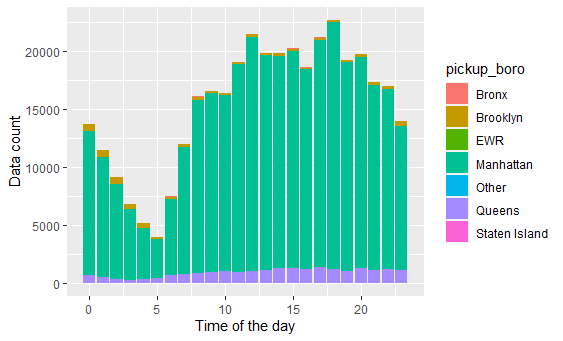 20000
15000
10000
5000
0
Data count
0 5 10 15 20
Time of the day
pickup_boro
Bronx
Brooklyn
EWR
Manhattan
Other
Queens
Staten Island